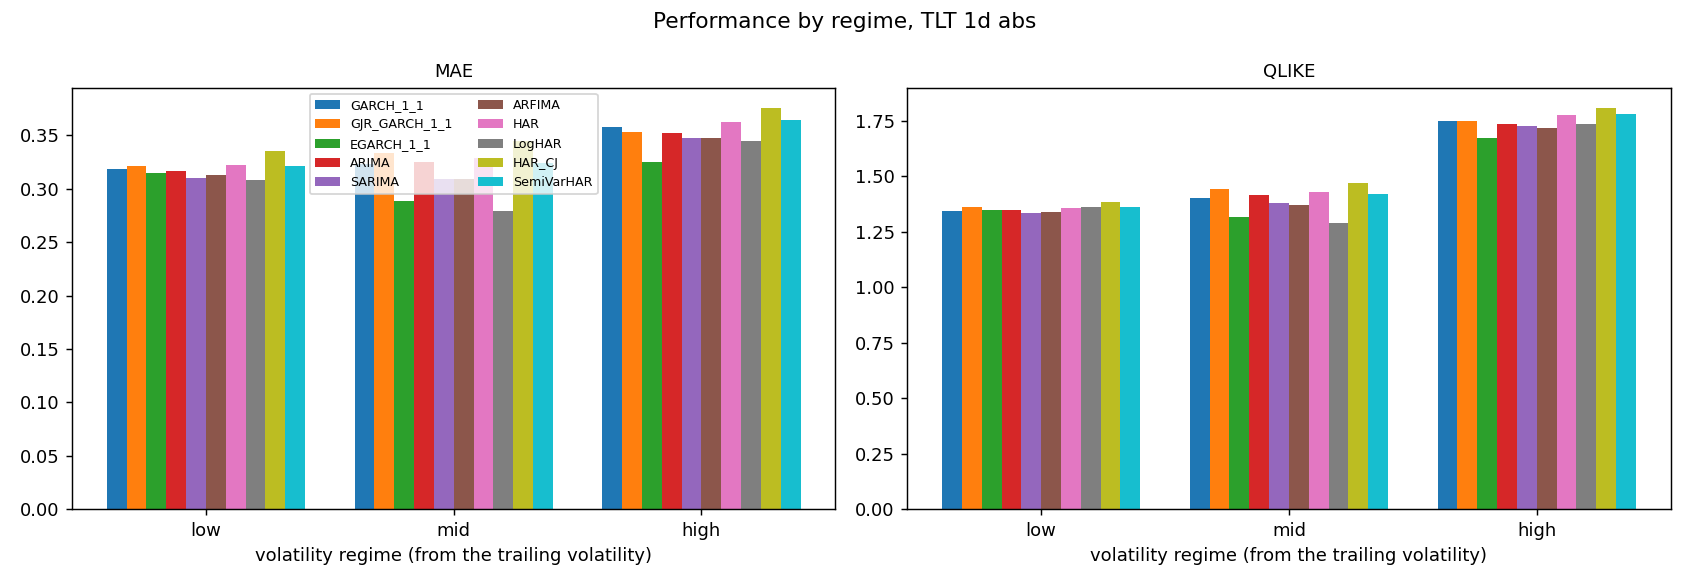 Performance by regime, TLT 1d abs
MAE
GARCH_1_1
GJR_GARCH_1_1
EGARCH_1_1
ARIMA
SARIMA
ARFIMA
HAR
LogHAR
HAR_CJ
SemiVarHAR
0.35
0.30
0.25
0.20
0.15
0.10
0.05
0.00
low mid high
volatility regime (from the trailing volatility)
QLIKE
1.75
1.50
1.25
1.00
0.75
0.50
0.25
0.00
low mid high
volatility regime (from the trailing volatility)